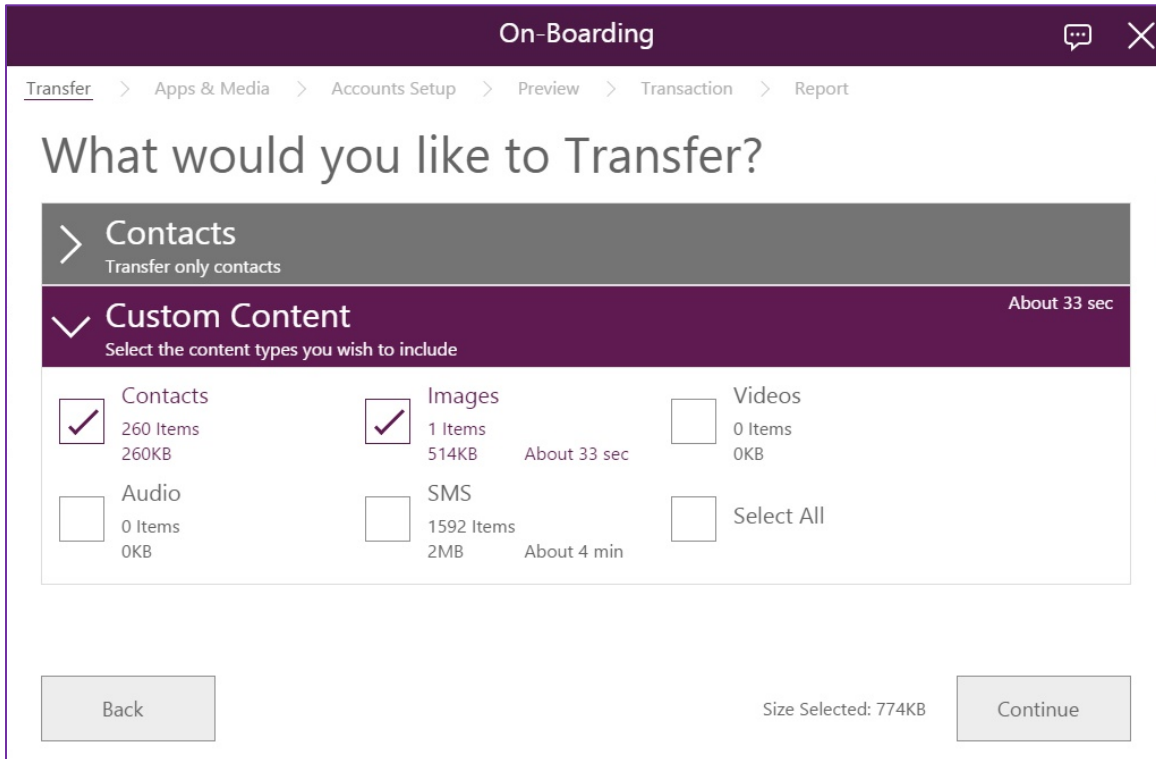 On-Boarding
Transfer > Apps & Media > Accounts Setup > Preview > Transaction > Report
What would you like to Transfer?
Contacts
Transfer only contacts
Custom Content
About 33 sec
Select the content types you wish to include
Contacts
260 Items
260KB
Images
1 Items
514KB About 33 sec
Videos
0 Items
0KB
Audio
0 Items
0KB
SMS
1592 Items
2MB About 4 min
Select All
Back
Size Selected: 774KB
Continue